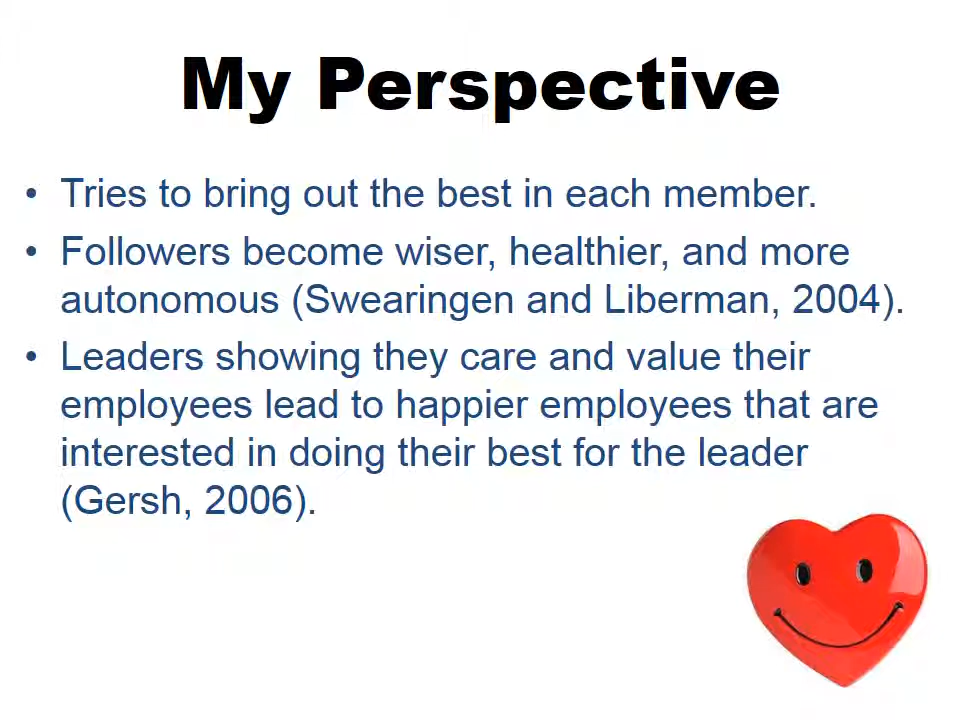 My Perspective
• Tries to bring out the best in each member.
• Followers become wiser, healthier, and more
autonomous (Swearingen and Liberman, 2004).
• Leaders showing they care and value their
employees lead to happier employees that are
interested in doing their best for the leader
(Gersh, 2006).